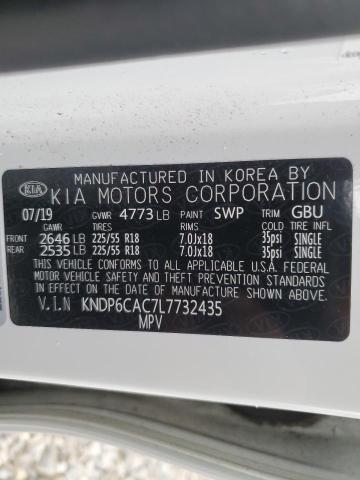 MANUFACTURED IN KOREA BY
KIA KIA MOTORS CORPORATION
07/19 GVWR 4773 LB PAINT SWP TRIM GBU
GAWR TIRES RIMS COLD TIRE INFL
FRONT 2646 LB 225/55 R18 7.0Jx18 35psi SINGLE
REAR 2535 LB 225/55 R18 7.0Jx18 35psi SINGLE
THIS VEHICLE CONFORMS TO ALL APPLICABLE U.S.A. FEDERAL
MOTOR VEHICLE SAFETY, BUMPER, AND THEFT PREVENTION
STANDARDS IN EFFECT ON THE DATE OF MANUFACTURE SHOWN ABOVE.
V.I.N KNDP6CAC7L7732435
MPV